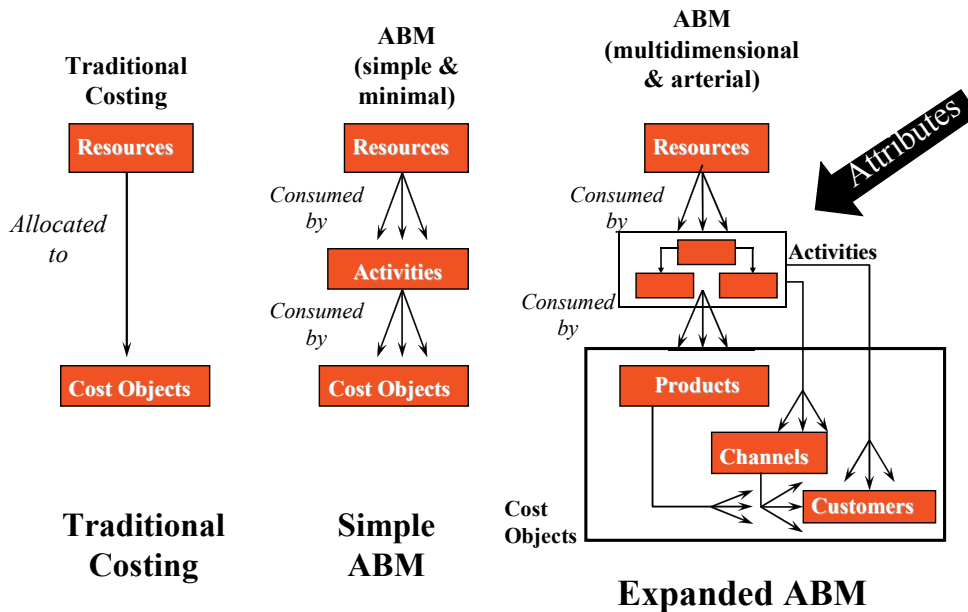 Traditional
Costing
Resources
Allocated
to
Cost Objects
Traditional
Costing
ABM
(simple &
minimal)
Resources
Consumed
by
Activities
Consumed
by
Cost Objects
Simple
ABM
ABM
(multidimensional
& arterial)
Attributes
Resources
Consumed
by
Activities
Consumed
by
Products
Channels
Customers
Cost
Objects
Expanded ABM